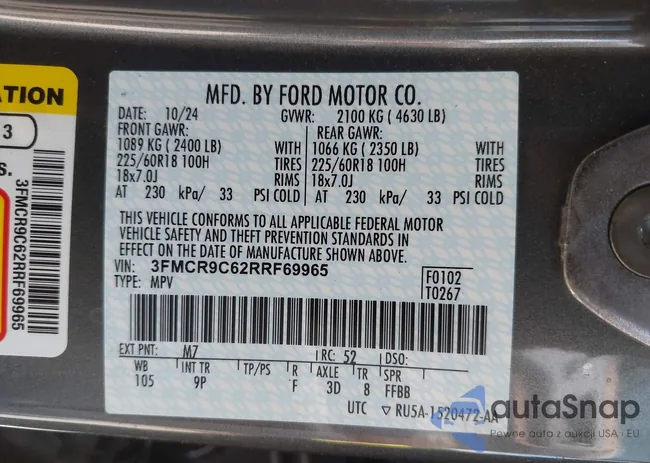 ATION
3
s.
3FMCR9C62RRF69965
MFD. BY FORD MOTOR CO.
DATE: 10/24 GVWR: 2100 KG ( 4630 LB)
FRONT GAWR: REAR GAWR:
1089 KG ( 2400 LB) WITH 1066 KG ( 2350 LB) WITH
225/60R18 100H TIRES 225/60R18 100H TIRES
18x7.0J RIMS 18x7.0J RIMS
AT 230 kPa/ 33 PSI COLD AT 230 kPa/ 33 PSI COLD
THIS VEHICLE CONFORMS TO ALL APPLICABLE FEDERAL MOTOR
VEHICLE SAFETY AND THEFT PREVENTION STANDARDS IN
EFFECT ON THE DATE OF MANUFACTURE SHOWN ABOVE.
VIN: 3FMCR9C62RRF69965 F0102
TYPE: MPV T0267
EXT PNT: M7 RC: 52 DSO:
WB INT TR TP/PS R AXLE TR SPR
105 9P F 3D 8 FFBB
UTC ▽ RU5A-1520472-AA
autaSnap
Pewne auto z aukcji USA · EU